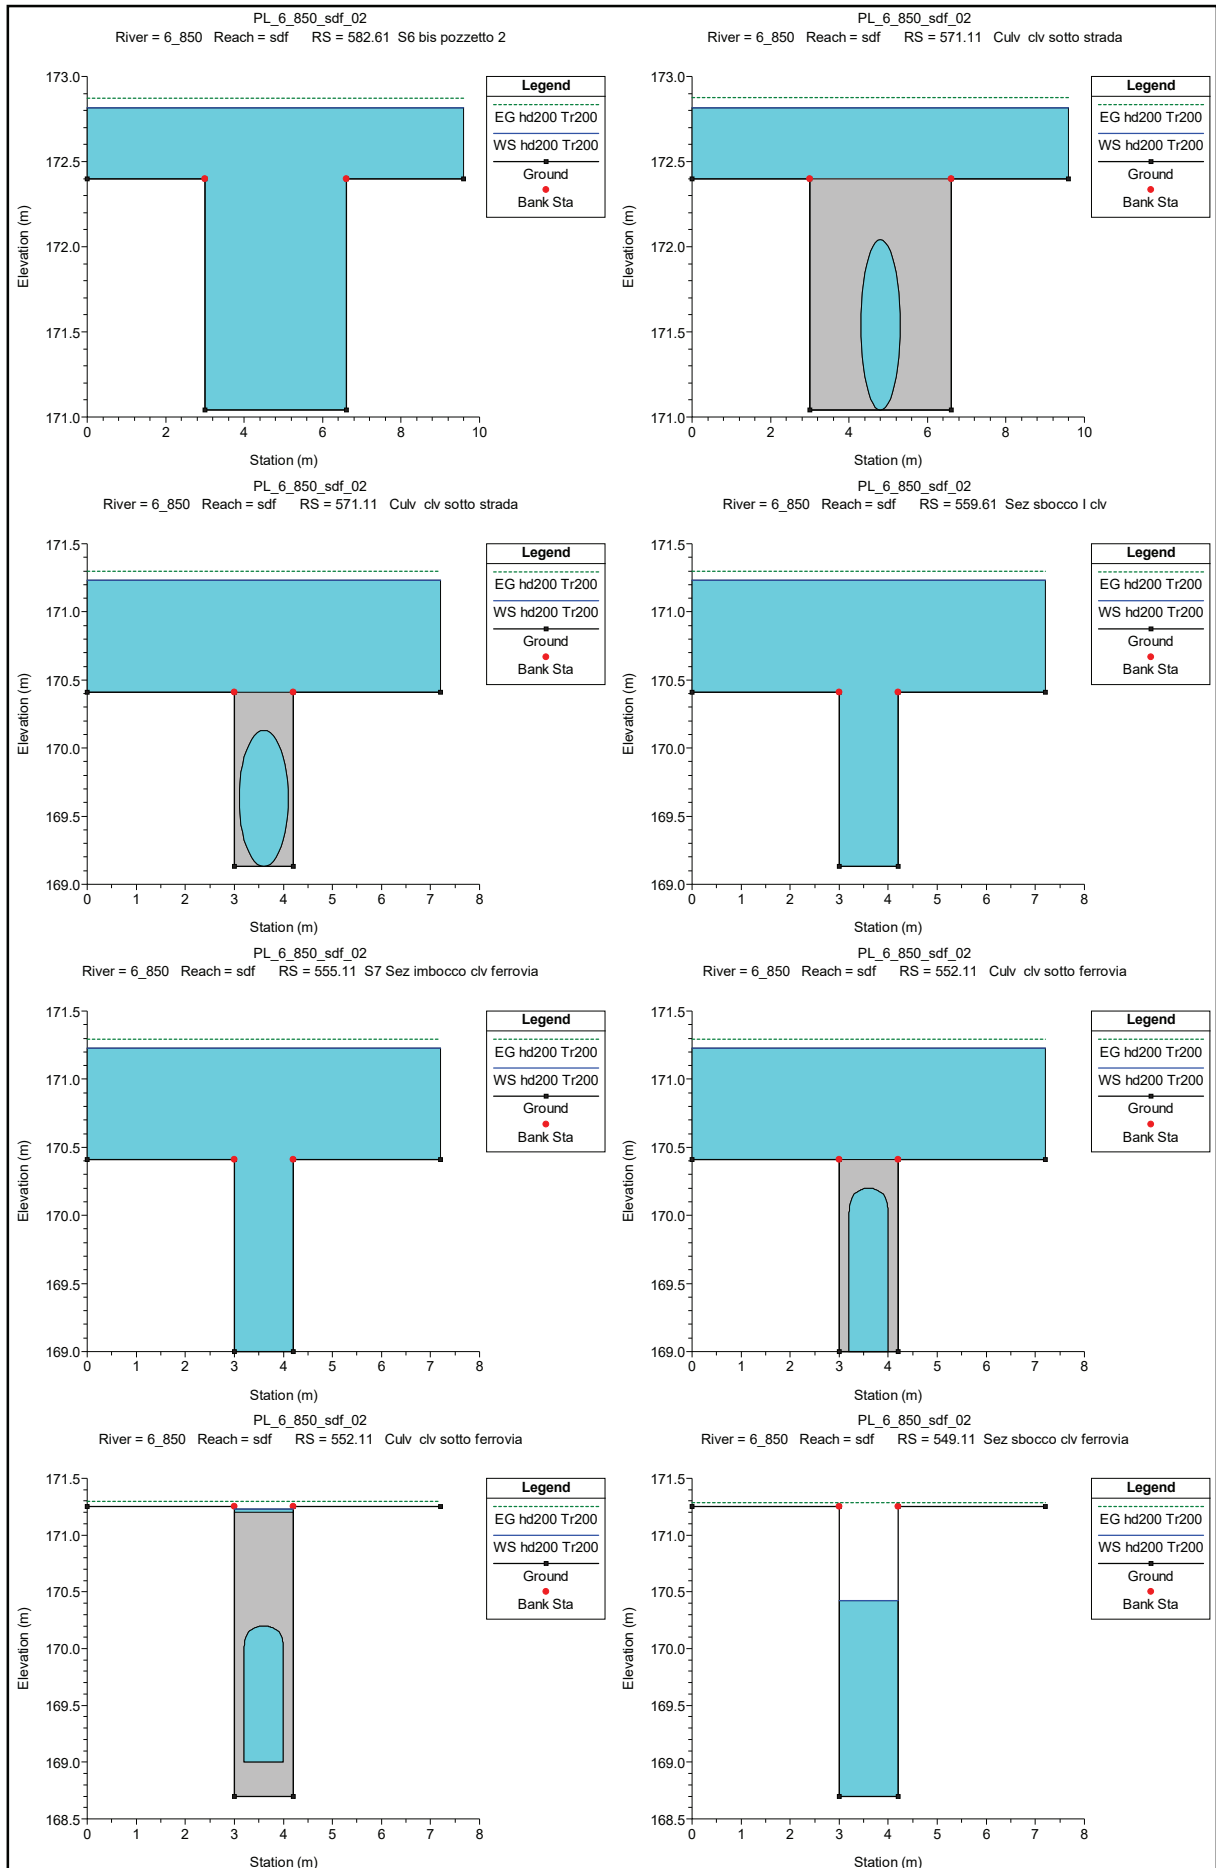 PL_6_850_sdf_02
River = 6_850 Reach = sdf RS = 582.61 S6 bis pozzetto 2
Elevation (m)
173.0
172.5
172.0
171.5
171.0
0 2 4 6 8 10
Station (m)
Legend
EG hd200 Tr200
WS hd200 Tr200
Ground
Bank Sta
PL_6_850_sdf_02
River = 6_850 Reach = sdf RS = 571.11 Culv clv sotto strada
Elevation (m)
173.0
172.5
172.0
171.5
171.0
0 2 4 6 8 10
Station (m)
Legend
EG hd200 Tr200
WS hd200 Tr200
Ground
Bank Sta
PL_6_850_sdf_02
River = 6_850 Reach = sdf RS = 571.11 Culv clv sotto strada
Elevation (m)
171.5
171.0
170.5
170.0
169.5
169.0
0 1 2 3 4 5 6 7 8
Station (m)
Legend
EG hd200 Tr200
WS hd200 Tr200
Ground
Bank Sta
PL_6_850_sdf_02
River = 6_850 Reach = sdf RS = 559.61 Sez sbocco I clv
Elevation (m)
171.5
171.0
170.5
170.0
169.5
169.0
0 1 2 3 4 5 6 7 8
Station (m)
Legend
EG hd200 Tr200
WS hd200 Tr200
Ground
Bank Sta
PL_6_850_sdf_02
River = 6_850 Reach = sdf RS = 555.11 S7 Sez imbocco clv ferrovia
Elevation (m)
171.5
171.0
170.5
170.0
169.5
169.0
0 1 2 3 4 5 6 7 8
Station (m)
Legend
EG hd200 Tr200
WS hd200 Tr200
Ground
Bank Sta
PL_6_850_sdf_02
River = 6_850 Reach = sdf RS = 552.11 Culv clv sotto ferrovia
Elevation (m)
171.5
171.0
170.5
170.0
169.5
169.0
0 1 2 3 4 5 6 7 8
Station (m)
Legend
EG hd200 Tr200
WS hd200 Tr200
Ground
Bank Sta
PL_6_850_sdf_02
River = 6_850 Reach = sdf RS = 552.11 Culv clv sotto ferrovia
Elevation (m)
171.5
171.0
170.5
170.0
169.5
169.0
168.5
0 1 2 3 4 5 6 7 8
Station (m)
Legend
EG hd200 Tr200
WS hd200 Tr200
Ground
Bank Sta
PL_6_850_sdf_02
River = 6_850 Reach = sdf RS = 549.11 Sez sbocco clv ferrovia
Elevation (m)
171.5
171.0
170.5
170.0
169.5
169.0
168.5
0 1 2 3 4 5 6 7 8
Station (m)
Legend
EG hd200 Tr200
WS hd200 Tr200
Ground
Bank Sta